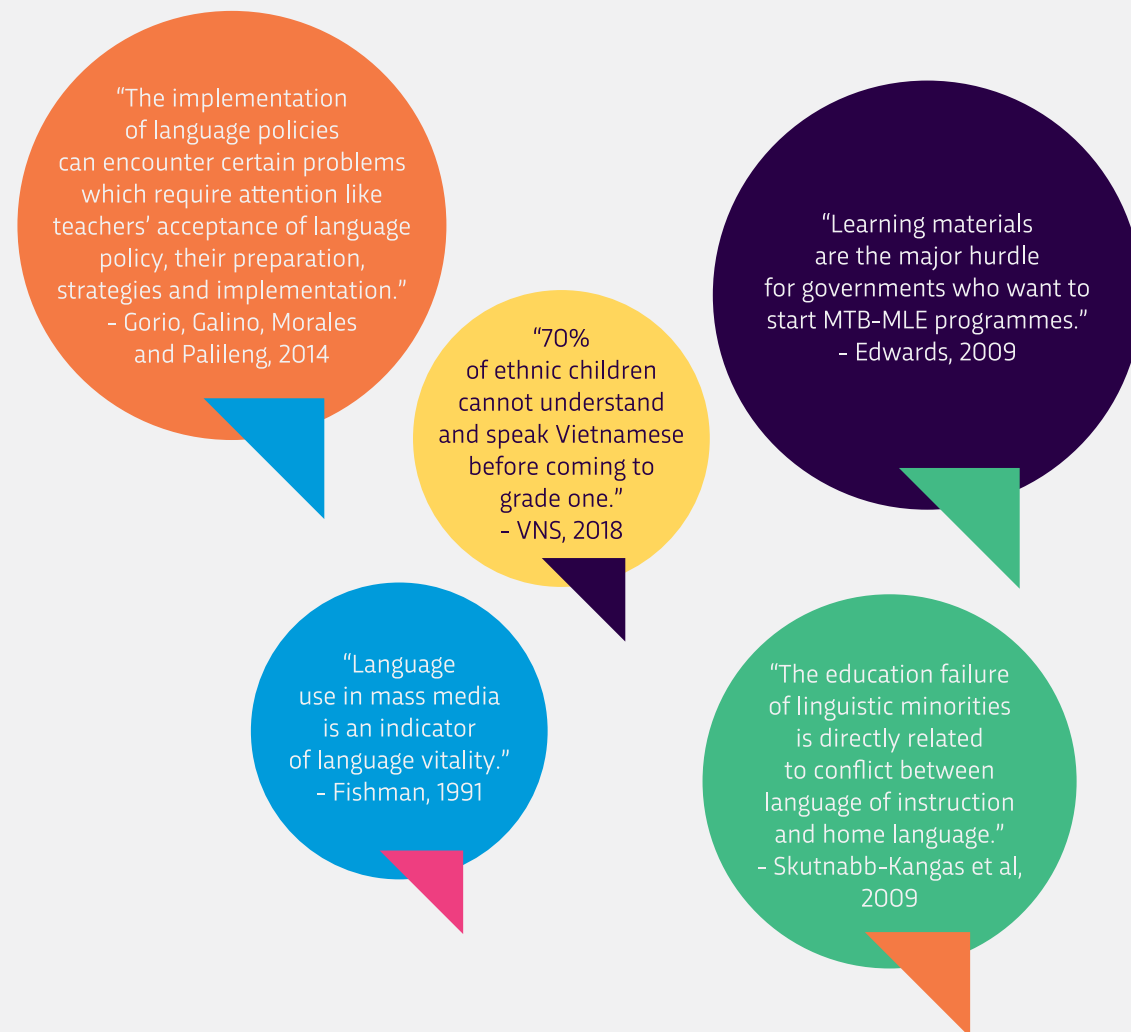 “The implementation
of language policies
can encounter certain problems
which require attention like
teachers’ acceptance of language
policy, their preparation,
strategies and implementation.”
- Gorio, Galino, Morales
and Palileng, 2014
“Learning materials
are the major hurdle
for governments who want to
start MTB-MLE programmes.”
- Edwards, 2009
“70%
of ethnic children
cannot understand
and speak Vietnamese
before coming to
grade one.”
- VNS, 2018
“Language
use in mass media
is an indicator
of language vitality.”
- Fishman, 1991
“The education failure
of linguistic minorities
is directly related
to conflict between
language of instruction
and home language.”
- Skutnabb-Kangas et al,
2009